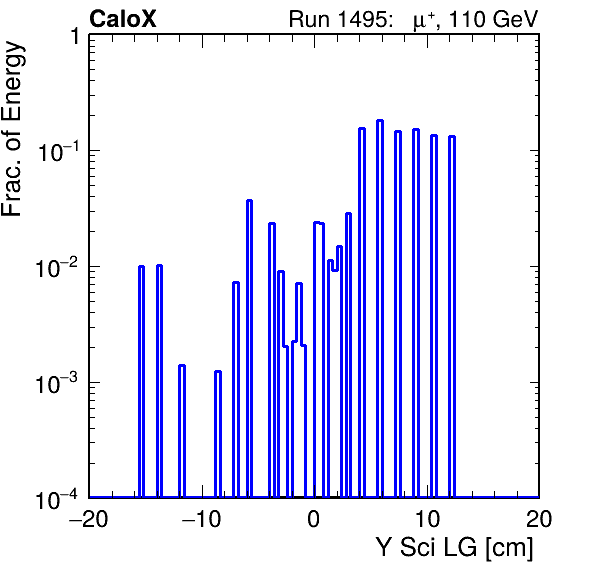 CaloX Run 1495: μ⁺, 110 GeV
Frac. of Energy
1
10⁻¹
10⁻²
10⁻³
10⁻⁴
−20 −10 0 10 20
Y Sci LG [cm]